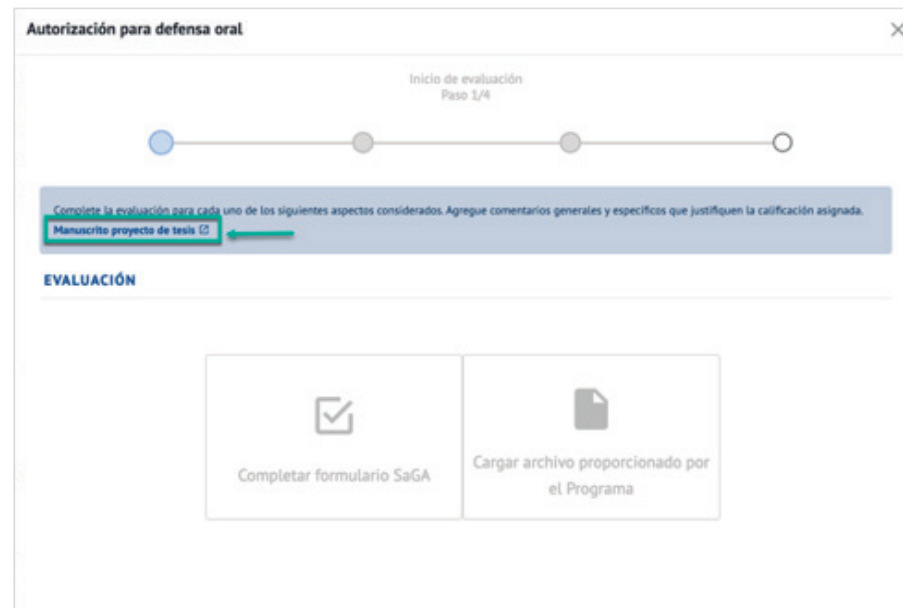 Autorización para defensa oral
Inicio de evaluación
Paso 1/4
Complete la evaluación para cada uno de los siguientes aspectos considerados. Agregue comentarios generales y específicos que justifiquen la calificación asignada.
Manuscrito proyecto de tesis
EVALUACIÓN
Completar formulario SaGA
Cargar archivo proporcionado por
el Programa